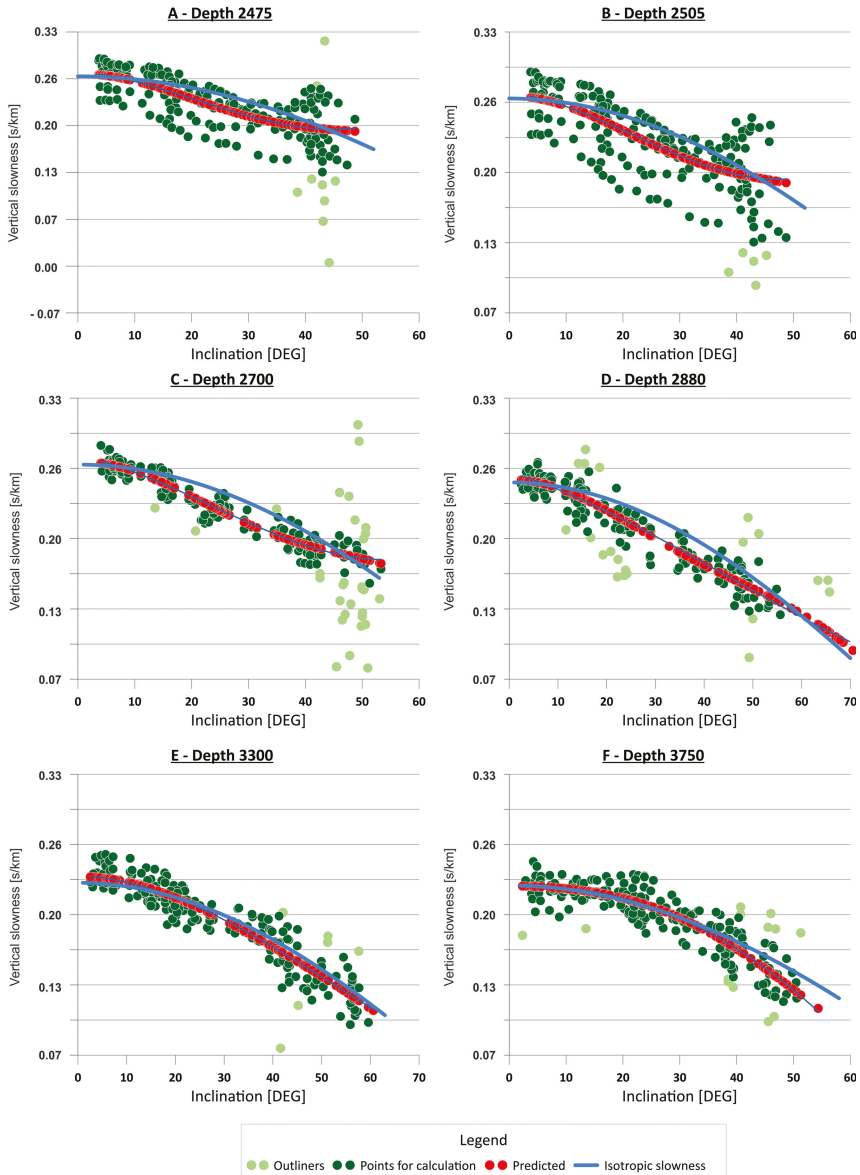 A - Depth 2475
Vertical slowness [s/km]
0.33
0.26
0.20
0.13
0.07
0.00
- 0.07
0 10 20 30 40 50 60
Inclination [DEG]
B - Depth 2505
Vertical slowness [s/km]
0.33
0.26
0.20
0.13
0.07
0 10 20 30 40 50 60
Inclination [DEG]
C - Depth 2700
Vertical slowness [s/km]
0.33
0.26
0.20
0.13
0.07
0 10 20 30 40 50 60
Inclination [DEG]
D - Depth 2880
Vertical slowness [s/km]
0.33
0.26
0.20
0.13
0.07
0 10 20 30 40 50 60 70
Inclination [DEG]
E - Depth 3300
Vertical slowness [s/km]
0.33
0.26
0.20
0.13
0.07
0 10 20 30 40 50 60 70
Inclination [DEG]
F - Depth 3750
Vertical slowness [s/km]
0.33
0.26
0.20
0.13
0.07
0 10 20 30 40 50 60
Inclination [DEG]
Legend
Outliners Points for calculation Predicted Isotropic slowness